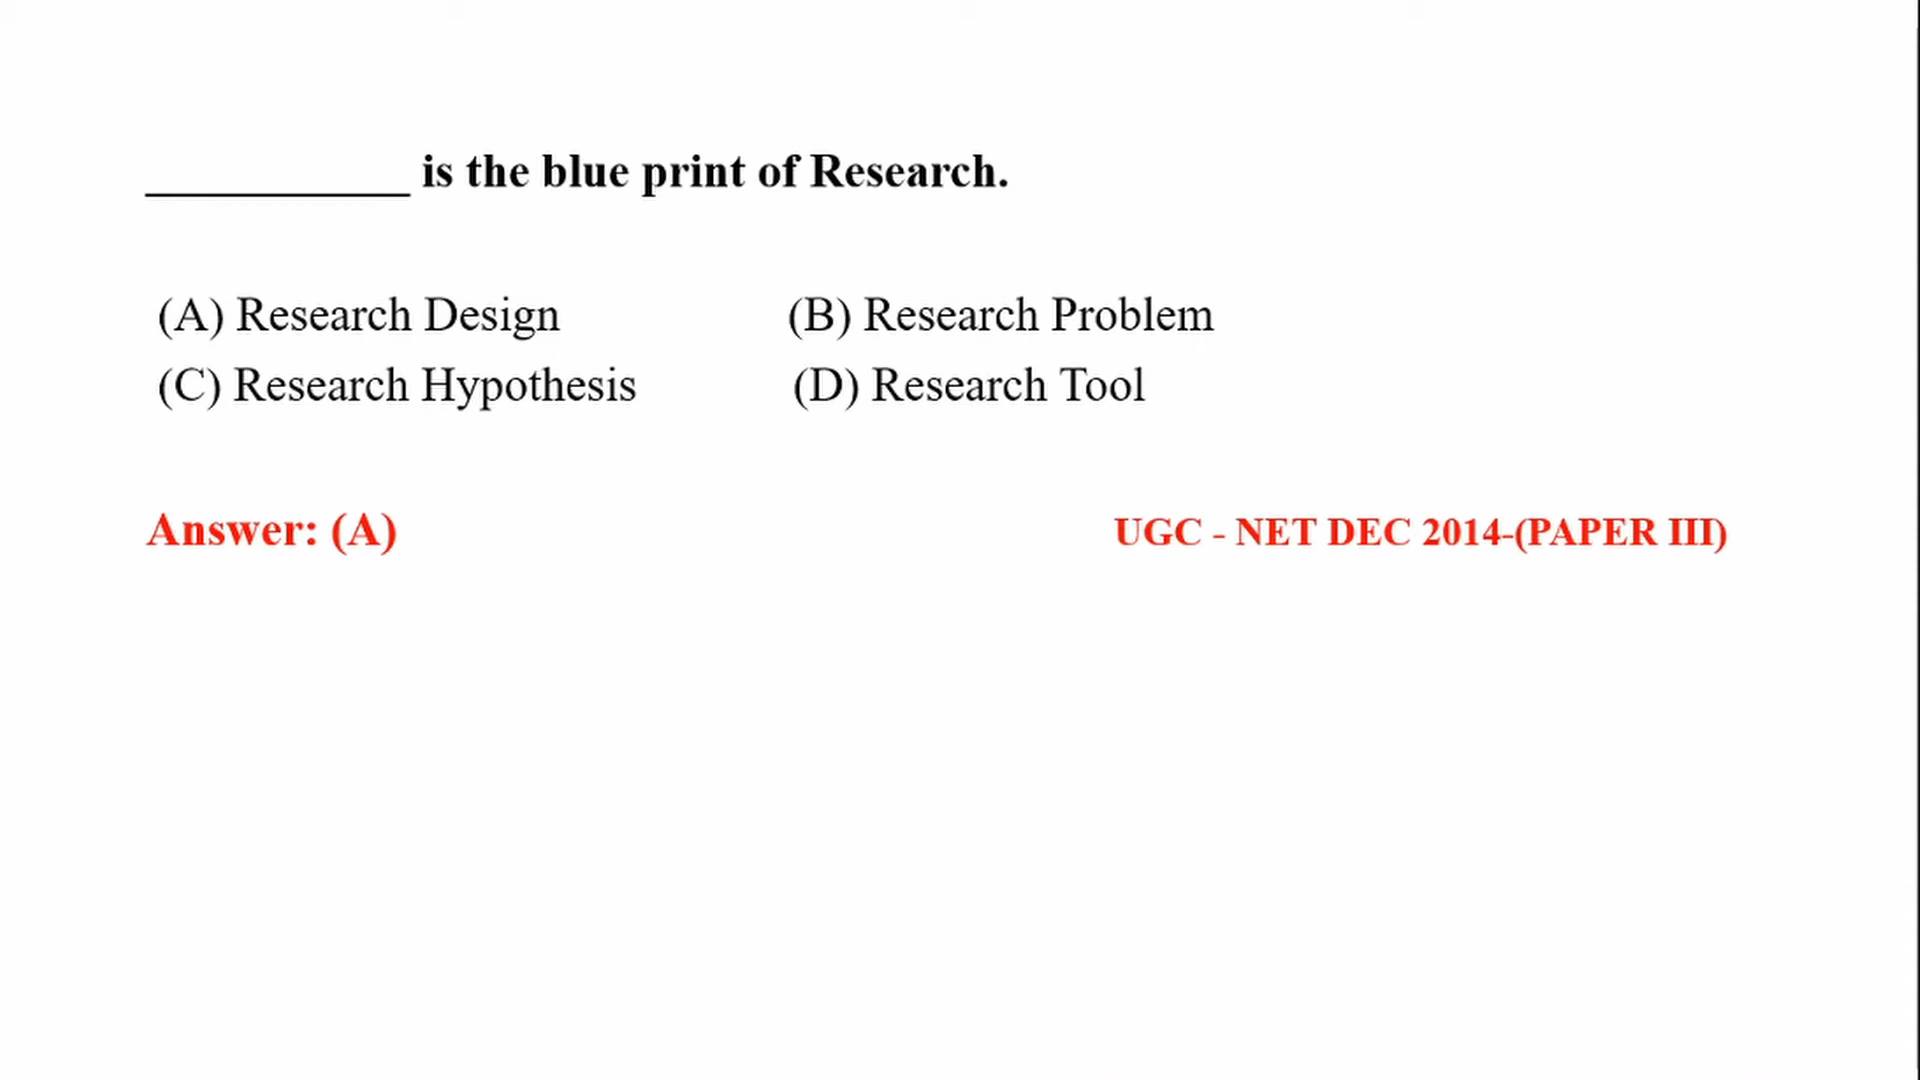 ___________ is the blue print of Research.
(A) Research Design (B) Research Problem
(C) Research Hypothesis (D) Research Tool
Answer: (A) UGC - NET DEC 2014-(PAPER III)